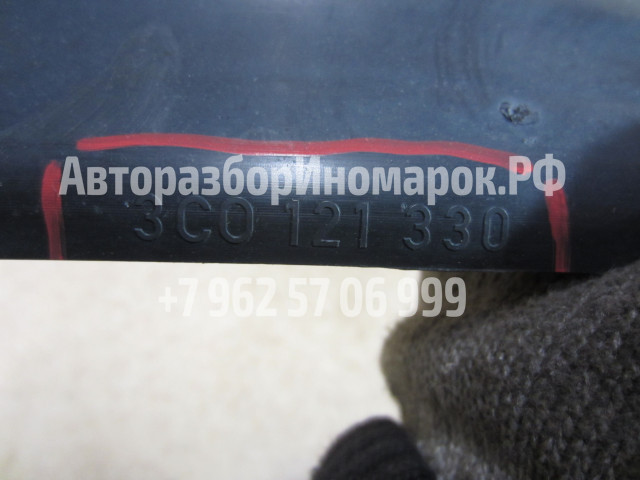 АвторазборИномарок.РФ
3C0 121 330
+7 962 57 06 999